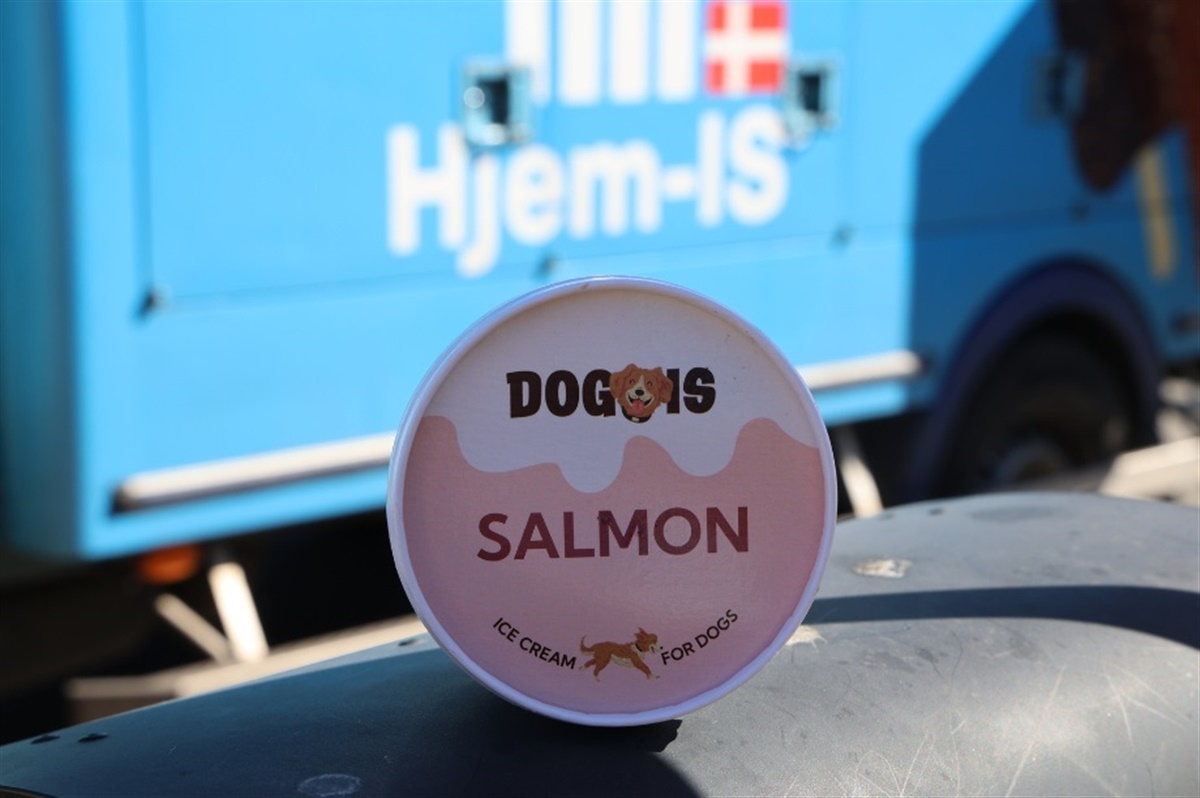 Hjem-IS
DOG IS
SALMON
ICE CREAM FOR DOGS